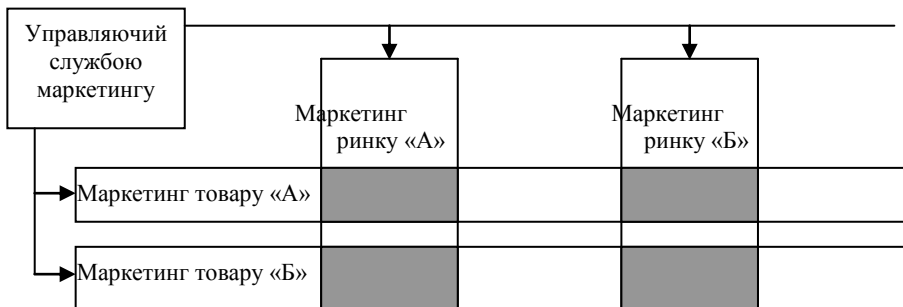 Управляючий
службою
маркетингу
Маркетинг
ринку «А»
Маркетинг
ринку «Б»
Маркетинг товару «А»
Маркетинг товару «Б»